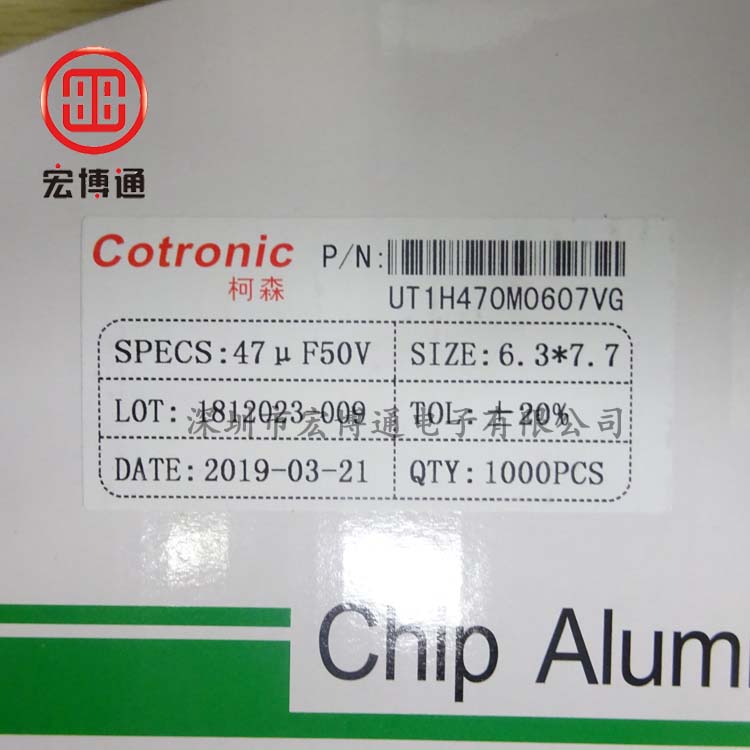 宏博通
Cotronic
柯森
P/N:
UT1H470M0607VG
SPECS:47μF50V
SIZE:6.3*7.7
LOT: 1812023-009
TOL: ±20%
深圳市宏博通电子有限公司
DATE:2019-03-21
QTY:1000PCS
Chip Alumi